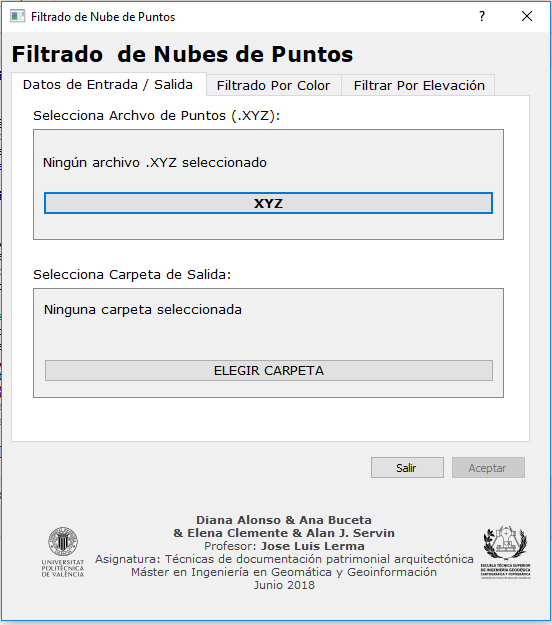 Filtrado de Nube de Puntos
?
Filtrado de Nubes de Puntos
Datos de Entrada / Salida
Filtrado Por Color
Filtrar Por Elevación
Selecciona Archvo de Puntos (.XYZ):
Ningún archivo .XYZ seleccionado
XYZ
Selecciona Carpeta de Salida:
Ninguna carpeta seleccionada
ELEGIR CARPETA
Salir
Aceptar
Diana Alonso & Ana Buceta
& Elena Clemente & Alan J. Servin
Profesor: Jose Luis Lerma
Asignatura: Técnicas de documentación patrimonial arquitectónica
Máster en Ingeniería en Geomática y Geoinformación
Junio 2018
UNIVERSITAT
POLITÈCNICA
DE VALÈNCIA
ESCUELA TÉCNICA SUPERIOR
DE INGENIERÍA GEODÉSICA
CARTOGRÁFICA Y TOPOGRÁFICA